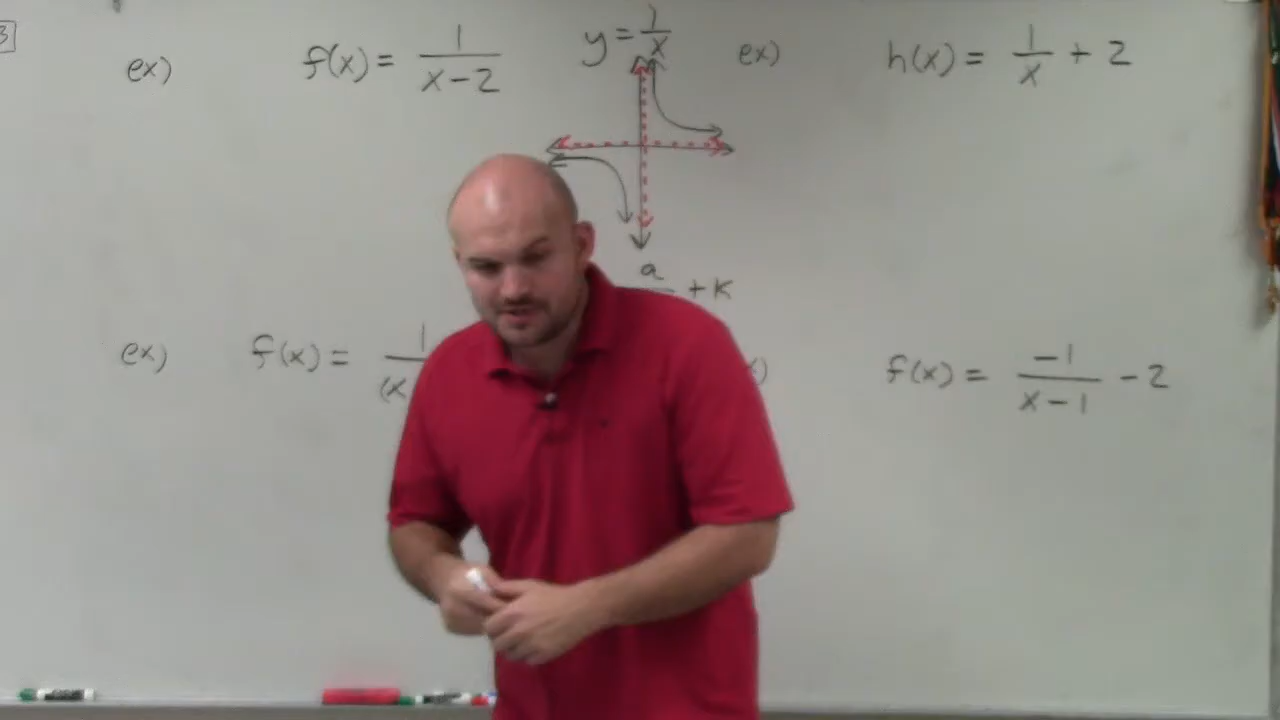 3
ex) f(x) = 1/(x-2)
y = 1/x
ex) h(x) = 1/x + 2
a
+ k
ex) f(x) = 1
(x
)
f(x) = -1/(x-1) - 2